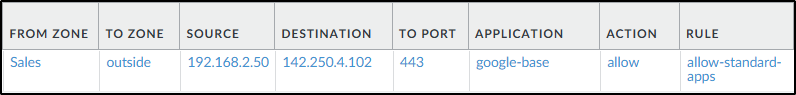 FROM ZONE TO ZONE SOURCE DESTINATION TO PORT APPLICATION ACTION RULE
Sales outside 192.168.2.50 142.250.4.102 443 google-base allow allow-standard-
apps